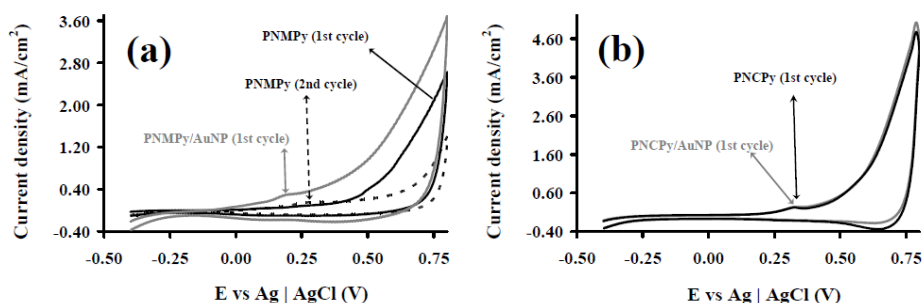 (a)
Current density (mA/cm²)
3.60
2.80
2.00
1.20
0.40
-0.40
PNMPy (1st cycle)
PNMPy (2nd cycle)
PNMPy/AuNP (1st cycle)
-0.50 -0.25 0.00 0.25 0.50 0.75
E vs Ag | AgCl (V)
(b)
Current density (mA/cm²)
4.60
3.60
2.60
1.60
0.60
-0.40
PNCPy (1st cycle)
PNCPy/AuNP (1st cycle)
-0.50 -0.25 0.00 0.25 0.50 0.75
E vs Ag | AgCl (V)